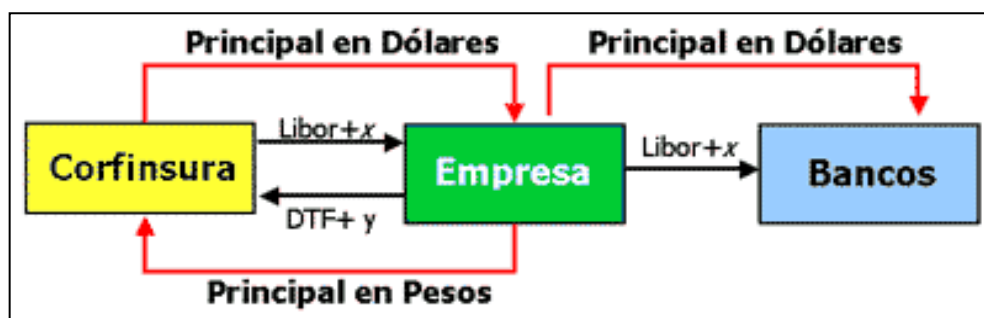 Principal en Dólares
Principal en Dólares
Libor+x
Libor+x
Corfinsura
Empresa
Bancos
DTF+ y
Principal en Pesos